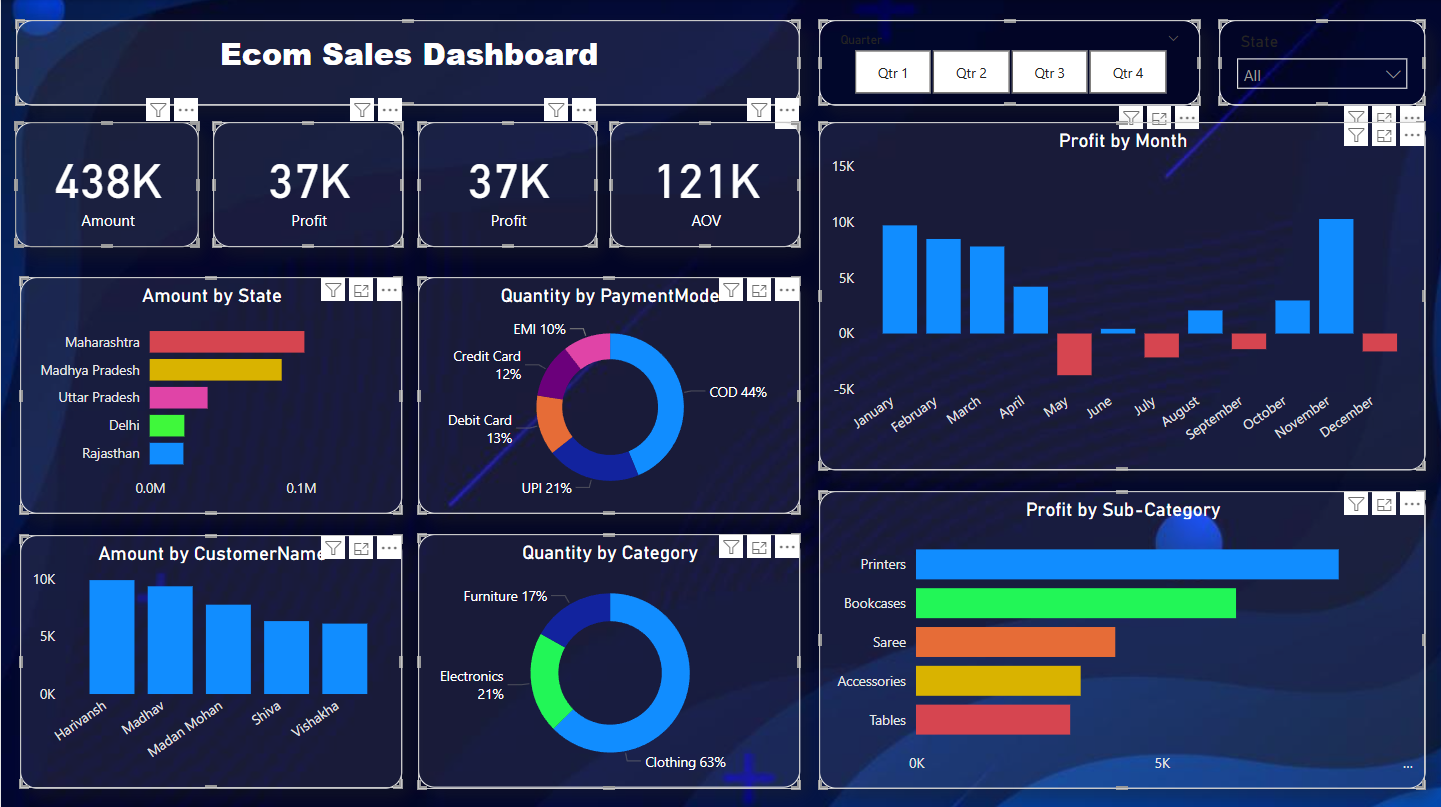 Ecom Sales Dashboard
Quarter
Qtr 1
Qtr 2
Qtr 3
Qtr 4
State
All
438K
Amount
37K
Profit
37K
Profit
121K
AOV
Profit by Month
15K
10K
5K
0K
-5K
January
February
March
April
May
June
July
August
September
October
November
December
Amount by State
Maharashtra
Madhya Pradesh
Uttar Pradesh
Delhi
Rajasthan
0.0M
0.1M
Quantity by PaymentMode
EMI 10%
Credit Card
12%
Debit Card
13%
UPI 21%
COD 44%
Amount by CustomerName
10K
5K
0K
Harivansh
Madhav
Madan Mohan
Shiva
Vishakha
Quantity by Category
Furniture 17%
Electronics
21%
Clothing 63%
Profit by Sub-Category
Printers
Bookcases
Saree
Accessories
Tables
0K
5K
...